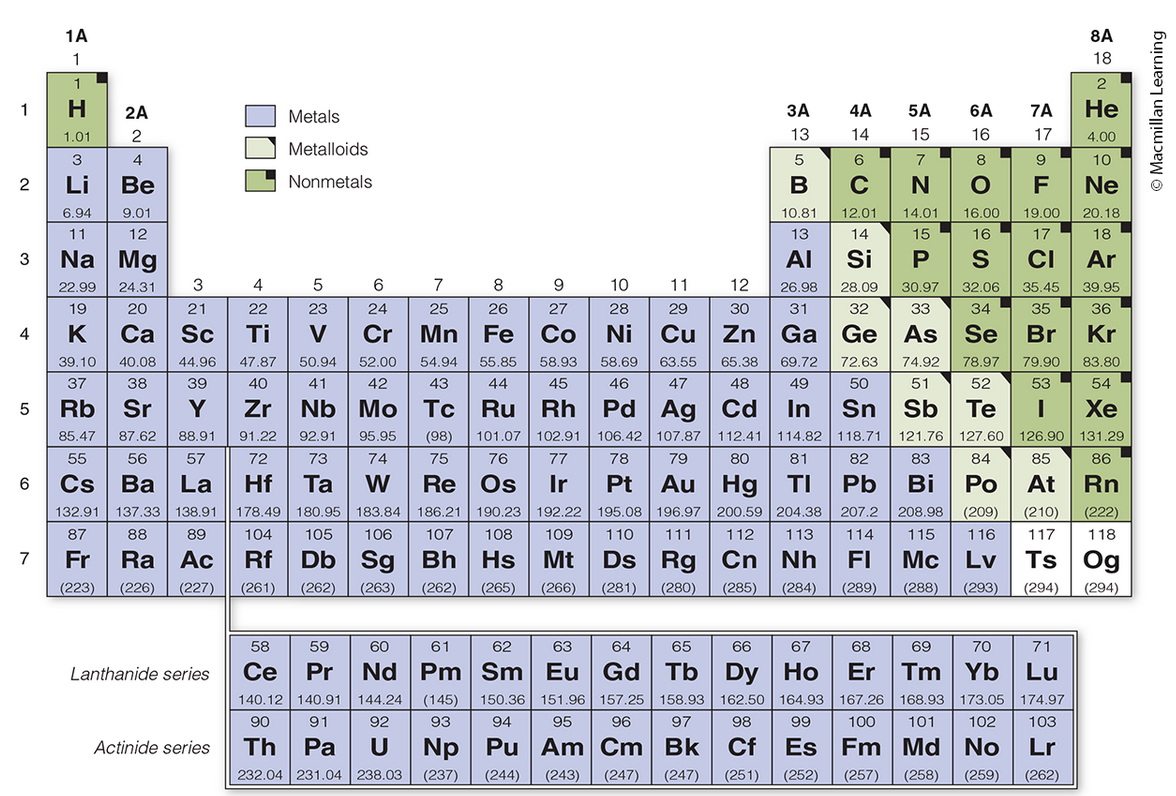 1A 8A
1 18
1 2
1 H 2A 3A 4A 5A 6A 7A He
1.01 2 13 14 15 16 17 4.00
Metals
Metalloids
Nonmetals
3 4 5 6 7 8 9 10
2 Li Be B C N O F Ne
6.94 9.01 10.81 12.01 14.01 16.00 19.00 20.18
11 12 13 14 15 16 17 18
3 Na Mg Al Si P S Cl Ar
22.99 24.31 3 4 5 6 7 8 9 10 11 12 26.98 28.09 30.97 32.06 35.45 39.95
19 20 21 22 23 24 25 26 27 28 29 30 31 32 33 34 35 36
4 K Ca Sc Ti V Cr Mn Fe Co Ni Cu Zn Ga Ge As Se Br Kr
39.10 40.08 44.96 47.87 50.94 52.00 54.94 55.85 58.93 58.69 63.55 65.38 69.72 72.63 74.92 78.97 79.90 83.80
37 38 39 40 41 42 43 44 45 46 47 48 49 50 51 52 53 54
5 Rb Sr Y Zr Nb Mo Tc Ru Rh Pd Ag Cd In Sn Sb Te I Xe
85.47 87.62 88.91 91.22 92.91 95.95 (98) 101.07 102.91 106.42 107.87 112.41 114.82 118.71 121.76 127.60 126.90 131.29
55 56 57 72 73 74 75 76 77 78 79 80 81 82 83 84 85 86
6 Cs Ba La Hf Ta W Re Os Ir Pt Au Hg Tl Pb Bi Po At Rn
132.91 137.33 138.91 178.49 180.95 183.84 186.21 190.23 192.22 195.08 196.97 200.59 204.38 207.2 208.98 (209) (210) (222)
87 88 89 104 105 106 107 108 109 110 111 112 113 114 115 116 117 118
7 Fr Ra Ac Rf Db Sg Bh Hs Mt Ds Rg Cn Nh Fl Mc Lv Ts Og
(223) (226) (227) (261) (262) (263) (262) (265) (266) (281) (280) (285) (284) (289) (288) (293) (294) (294)
58 59 60 61 62 63 64 65 66 67 68 69 70 71
Lanthanide series Ce Pr Nd Pm Sm Eu Gd Tb Dy Ho Er Tm Yb Lu
140.12 140.91 144.24 (145) 150.36 151.96 157.25 158.93 162.50 164.93 167.26 168.93 173.05 174.97
90 91 92 93 94 95 96 97 98 99 100 101 102 103
Actinide series Th Pa U Np Pu Am Cm Bk Cf Es Fm Md No Lr
232.04 231.04 238.03 (237) (244) (243) (247) (247) (251) (252) (257) (258) (259) (262)
© Macmillan Learning